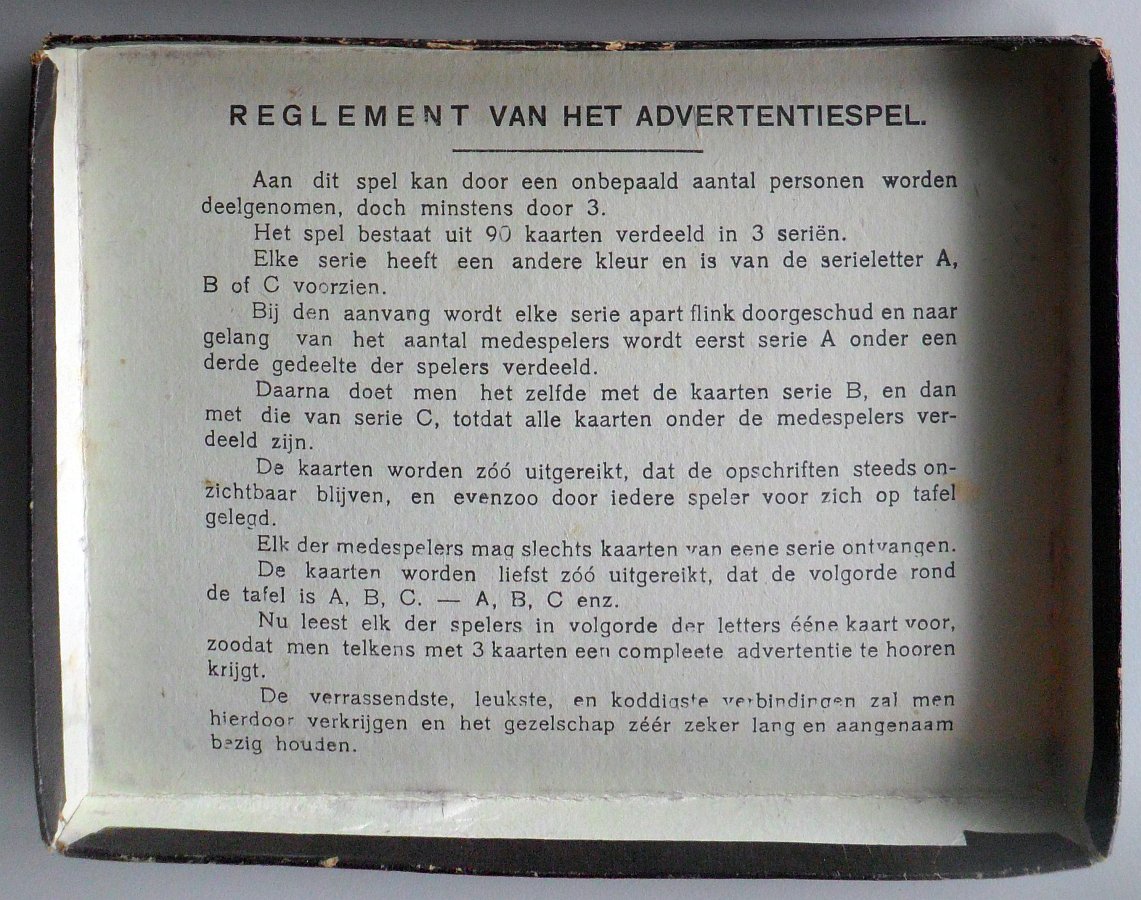 REGLEMENT VAN HET ADVERTENTIESPEL.
Aan dit spel kan door een onbepaald aantal personen worden
deelgenomen, doch minstens door 3.
Het spel bestaat uit 90 kaarten verdeeld in 3 seriën.
Elke serie heeft een andere kleur en is van de serieletter A,
B of C voorzien.
Bij den aanvang wordt elke serie apart flink doorgeschud en naar
gelang van het aantal medespelers wordt eerst serie A onder een
derde gedeelte der spelers verdeeld.
Daarna doet men het zelfde met de kaarten serie B, en dan
met die van serie C, totdat alle kaarten onder de medespelers ver-
deeld zijn.
De kaarten worden zóó uitgereikt, dat de opschriften steeds on-
zichtbaar blijven, en evenzoo door iedere speler voor zich op tafel
gelegd.
Elk der medespelers mag slechts kaarten van eene serie ontvangen.
De kaarten worden liefst zóó uitgereikt, dat de volgorde rond
de tafel is A, B, C. — A, B, C enz.
Nu leest elk der spelers in volgorde der letters ééne kaart voor,
zoodat men telkens met 3 kaarten een compleete advertentie te hooren
krijgt.
De verrassendste, leukste, en koddigste verbindingen zal men
hierdoor verkrijgen en het gezelschap zéér zeker lang en aangenaam
bezig houden.